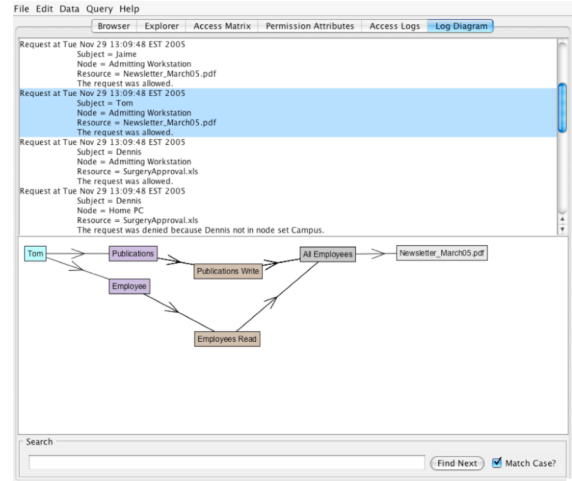 File Edit Data Query Help
Browser Explorer Access Matrix Permission Attributes Access Logs Log Diagram
Request at Tue Nov 29 13:09:48 EST 2005
Subject = Jaime
Node = Admitting Workstation
Resource = Newsletter_March05.pdf
The request was allowed.
Request at Tue Nov 29 13:09:48 EST 2005
Subject = Tom
Node = Admitting Workstation
Resource = Newsletter_March05.pdf
The request was allowed.
Request at Tue Nov 29 13:09:48 EST 2005
Subject = Dennis
Node = Admitting Workstation
Resource = SurgeryApproval.xls
The request was allowed.
Request at Tue Nov 29 13:09:48 EST 2005
Subject = Dennis
Node = Home PC
Resource = SurgeryApproval.xls
The request was denied because Dennis not in node set Campus.
Tom Publications All Employees Newsletter_March05.pdf
Publications Write
Employee
Employees Read
Search
Find Next Match Case?